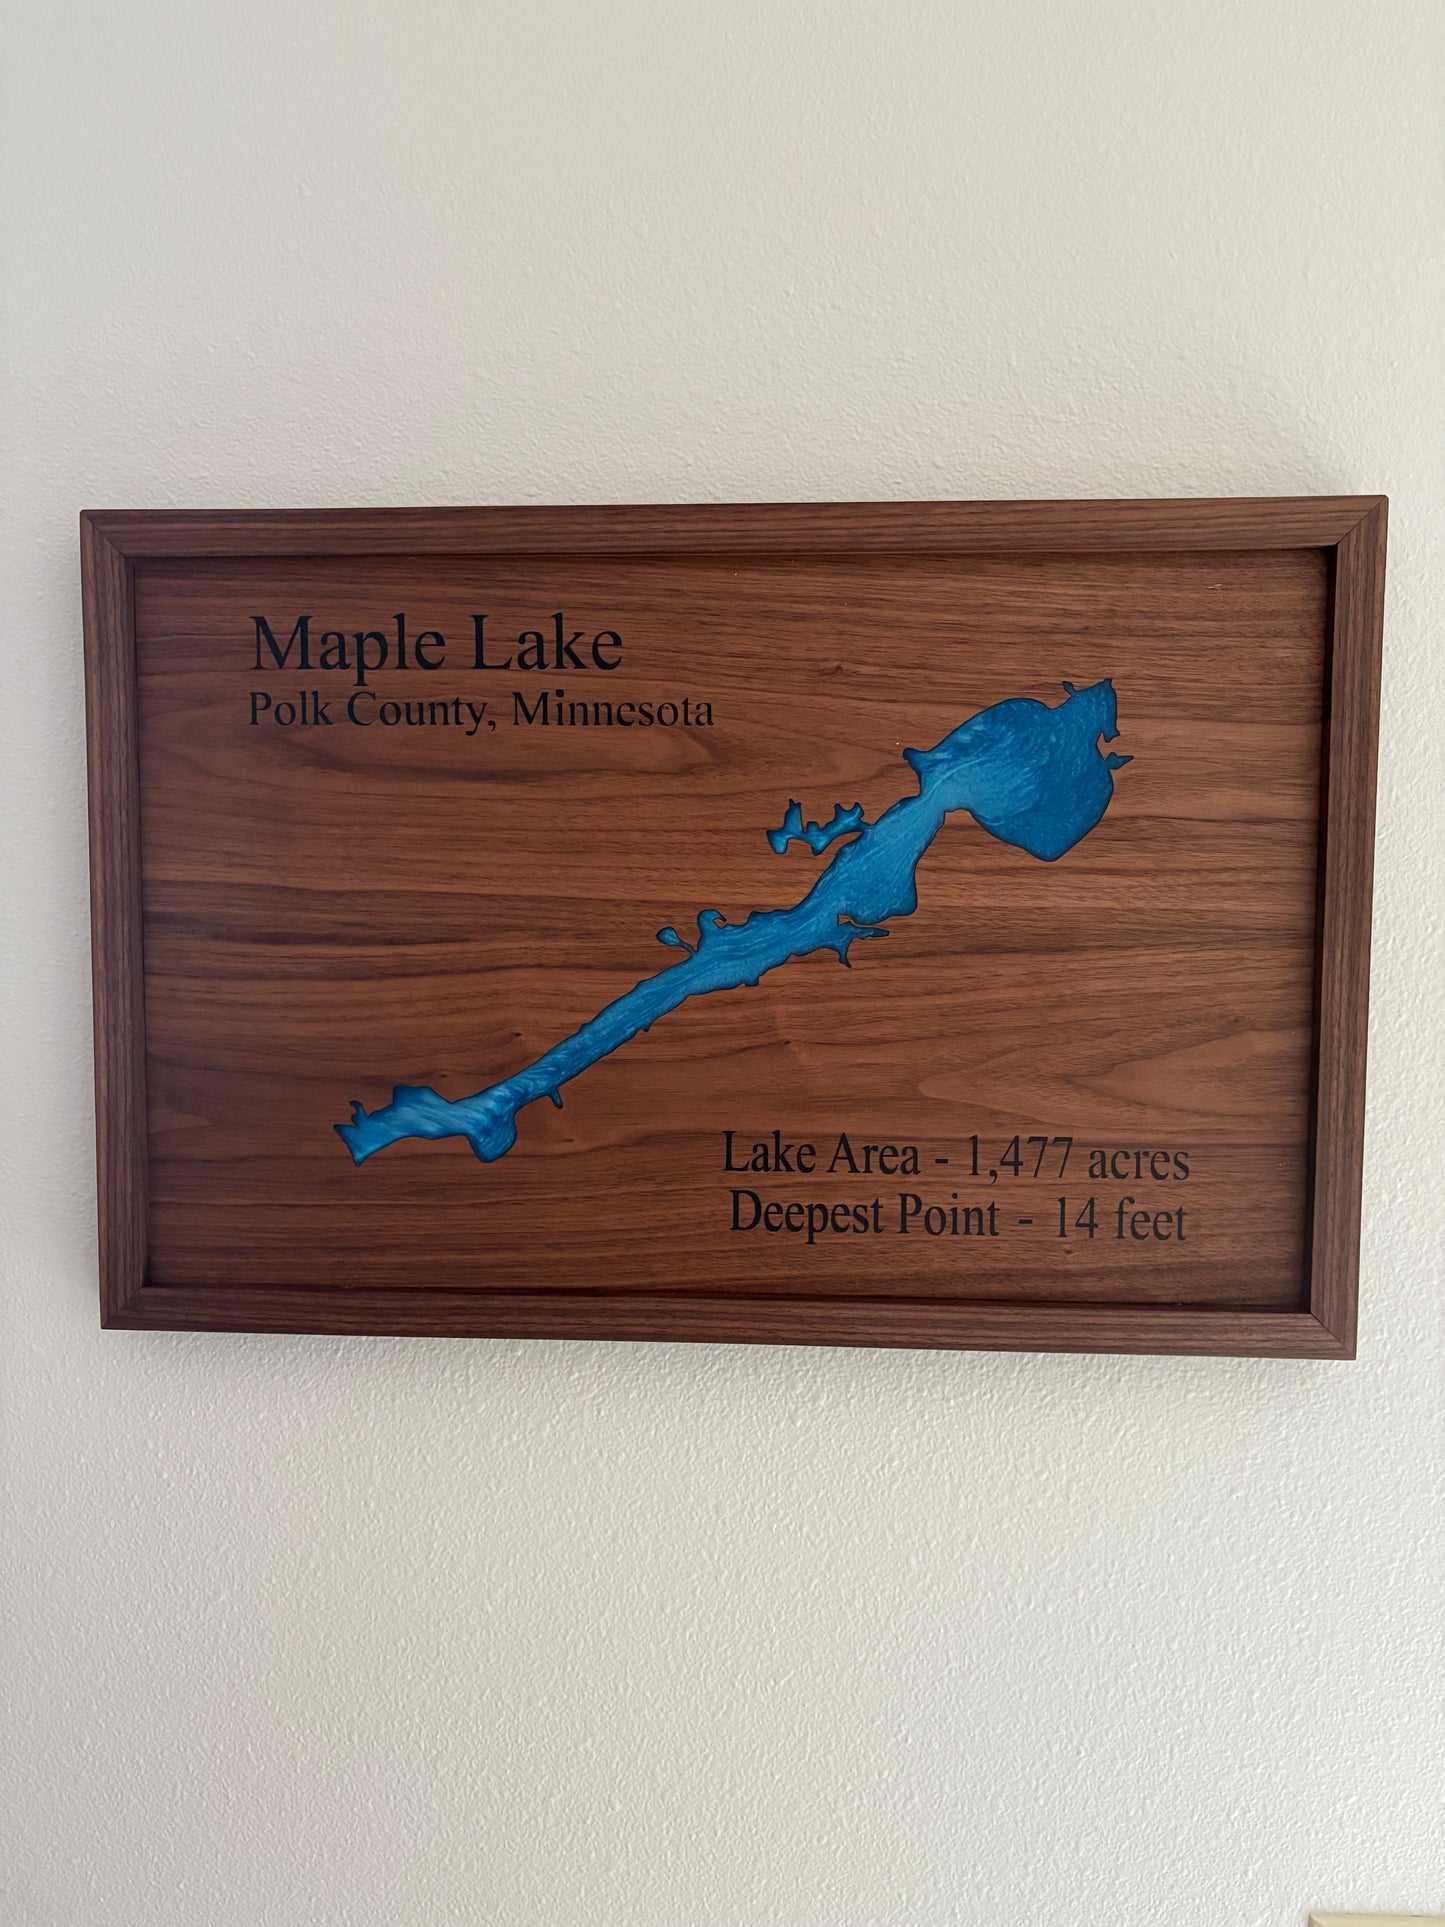 Maple Lake
Polk County, Minnesota
Lake Area - 1,477 acres
Deepest Point - 14 feet